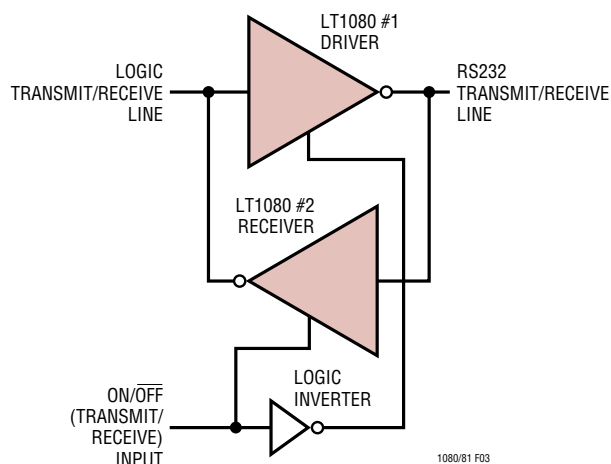 LT1080 #1
DRIVER
LOGIC
TRANSMIT/RECEIVE
LINE
RS232
TRANSMIT/RECEIVE
LINE
LT1080 #2
RECEIVER
LOGIC
INVERTER
ON/O̅F̅F̅
(TRANSMIT/
RECEIVE)
INPUT
1080/81 F03